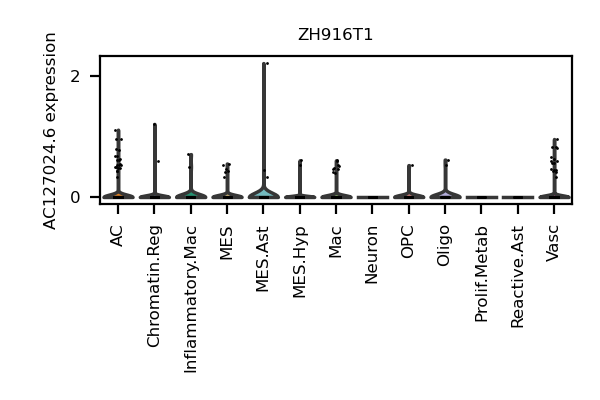 ZH916T1
AC127024.6 expression
2
0
AC
Chromatin.Reg
Inflammatory.Mac
MES
MES.Ast
MES.Hyp
Mac
Neuron
OPC
Oligo
Prolif.Metab
Reactive.Ast
Vasc